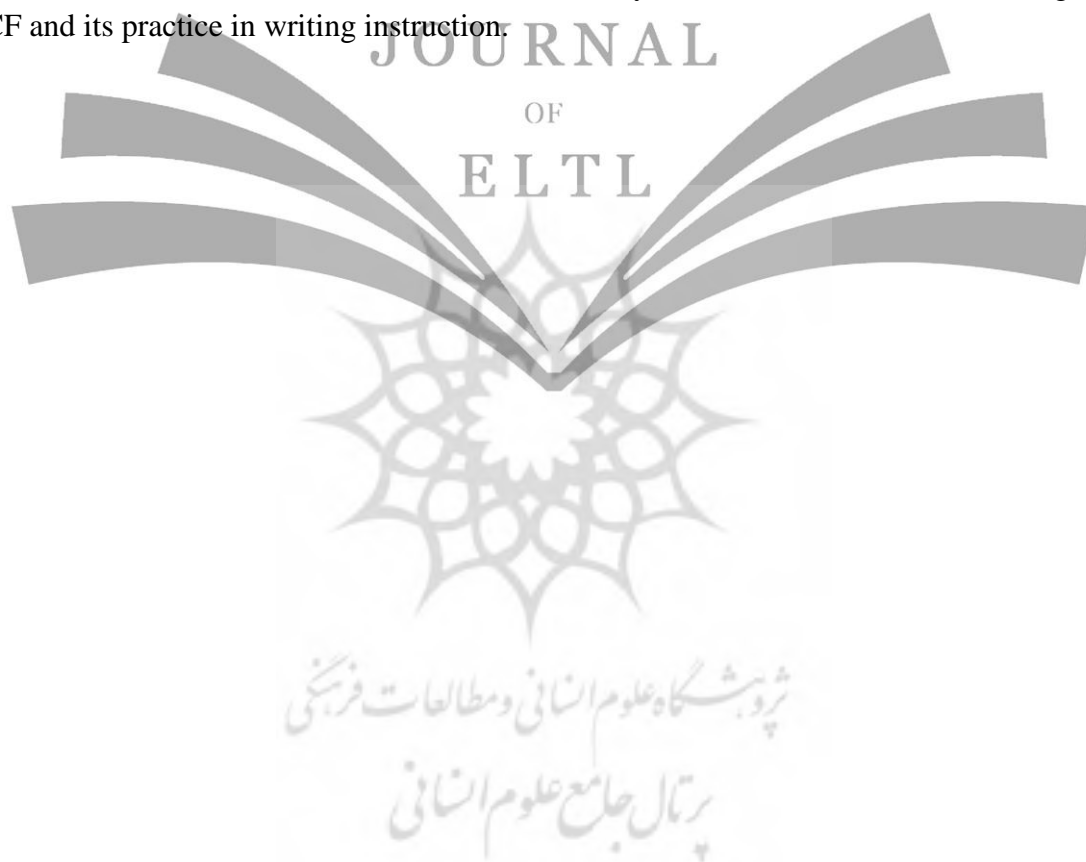 CF and its practice in writing instruction.
JOURNAL
OF
ELTL
پژوهشگاه علوم انسانی و مطالعات فرهنگی
پرتال جامع علوم انسانی